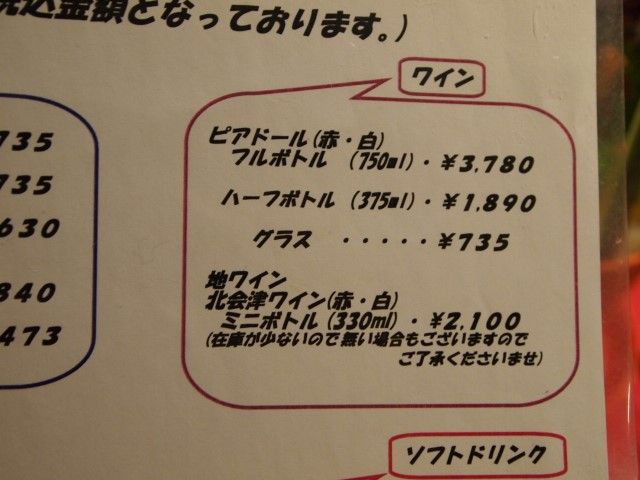 税込金額となっております。)
ワイン
735
735
630
840
473
ピアドール(赤・白)
フルボトル (750ml)・¥3,780
ハーフボトル (375ml)・¥1,890
グラス ・・・・・¥735
地ワイン
北会津ワイン(赤・白)
ミニボトル(330ml)・¥2,100
(在庫が少ないので無い場合もございますので
ご了承くださいませ)
ソフトドリンク